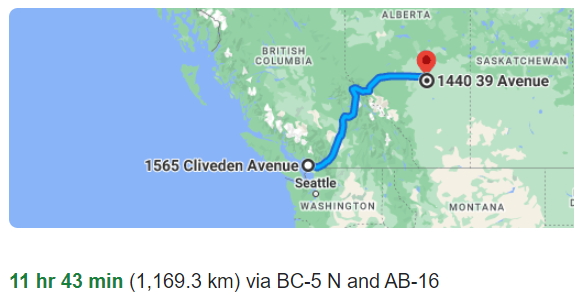 ALBERTA
BRITISH
COLUMBIA
SASKATCHEWAN
1440 39 Avenue
1565 Cliveden Avenue
Seattle
WASHINGTON
MONTANA
11 hr 43 min (1,169.3 km) via BC-5 N and AB-16